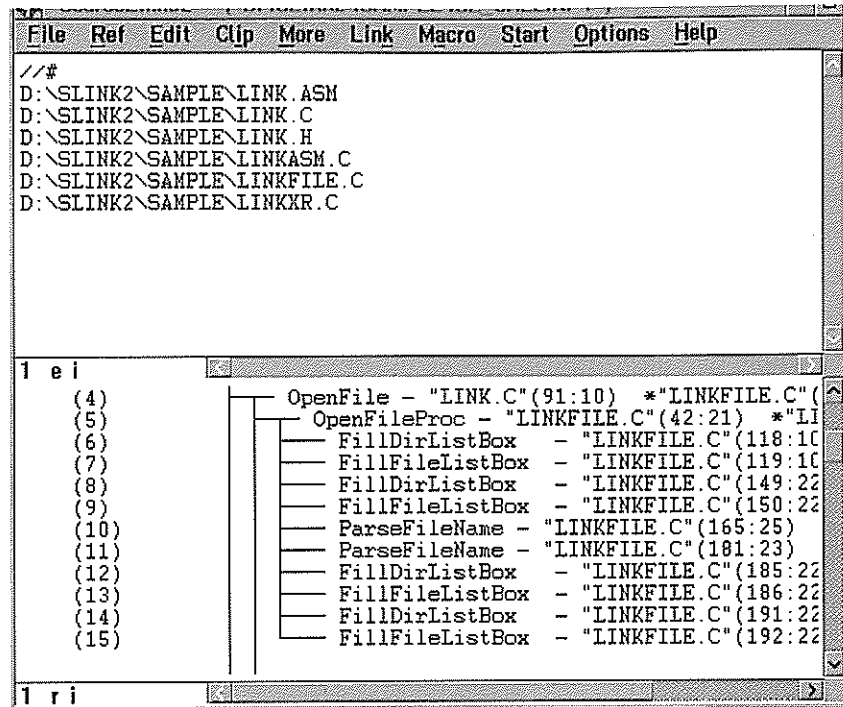 File Ref Edit Clip More Link Macro Start Options Help
//#
D:\SLINK2\SAMPLE\LINK.ASM
D:\SLINK2\SAMPLE\LINK.C
D:\SLINK2\SAMPLE\LINK.H
D:\SLINK2\SAMPLE\LINKASM.C
D:\SLINK2\SAMPLE\LINKFILE.C
D:\SLINK2\SAMPLE\LINKXR.C
1 e i
(4) OpenFile - "LINK.C"(91:10) *"LINKFILE.C"(
(5) OpenFileProc - "LINKFILE.C"(42:21) *"LI
(6) FillDirListBox - "LINKFILE.C"(118:10
(7) FillFileListBox - "LINKFILE.C"(119:10
(8) FillDirListBox - "LINKFILE.C"(149:22
(9) FillFileListBox - "LINKFILE.C"(150:22
(10) ParseFileName - "LINKFILE.C"(165:25)
(11) ParseFileName - "LINKFILE.C"(181:23)
(12) FillDirListBox - "LINKFILE.C"(185:22
(13) FillFileListBox - "LINKFILE.C"(186:22
(14) FillDirListBox - "LINKFILE.C"(191:22
(15) FillFileListBox - "LINKFILE.C"(192:22
1 r i